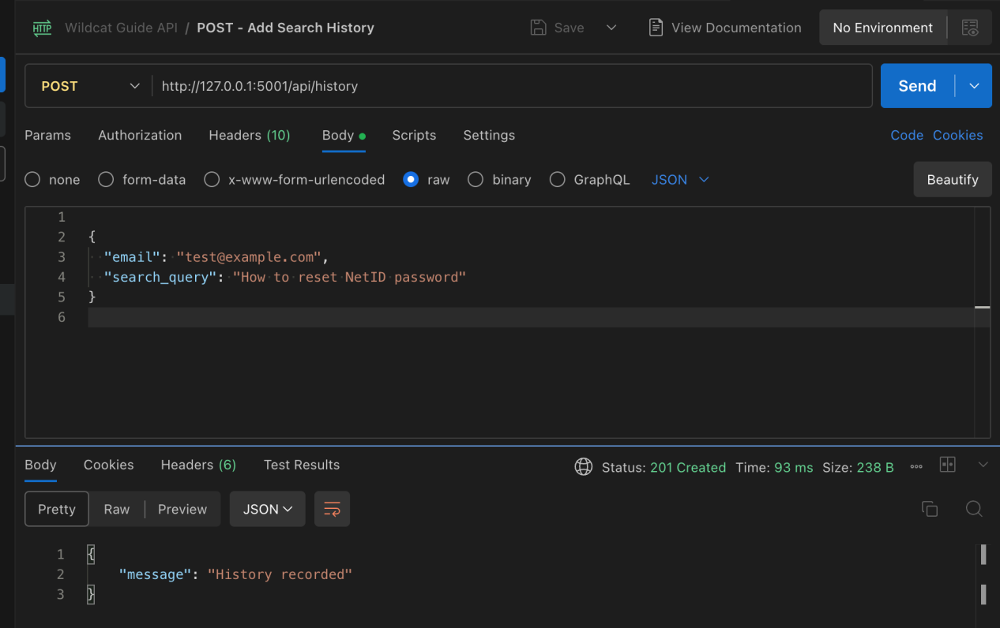 HTTP Wildcat Guide API / POST - Add Search History Save View Documentation No Environment
POST http://127.0.0.1:5001/api/history Send
Params Authorization Headers (10) Body Scripts Settings Code Cookies
none form-data x-www-form-urlencoded raw binary GraphQL JSON Beautify
1
2 {
3 "email": "test@example.com",
4 "search_query": "How to reset NetID password"
5 }
6
Body Cookies Headers (6) Test Results Status: 201 Created Time: 93 ms Size: 238 B
Pretty Raw Preview JSON
1 {
2 "message": "History recorded"
3 }